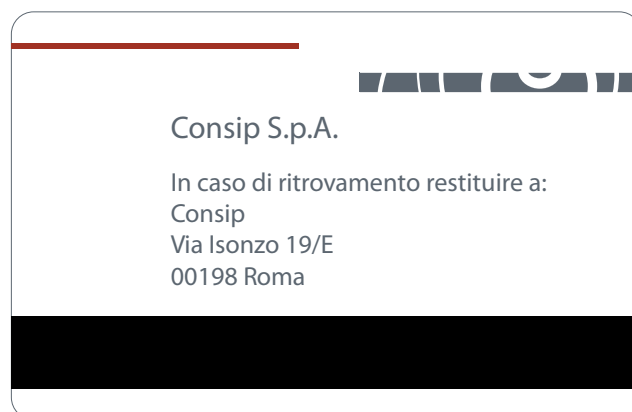 Consip S.p.A.
In caso di ritrovamento restituire a:
Consip
Via Isonzo 19/E
00198 Roma